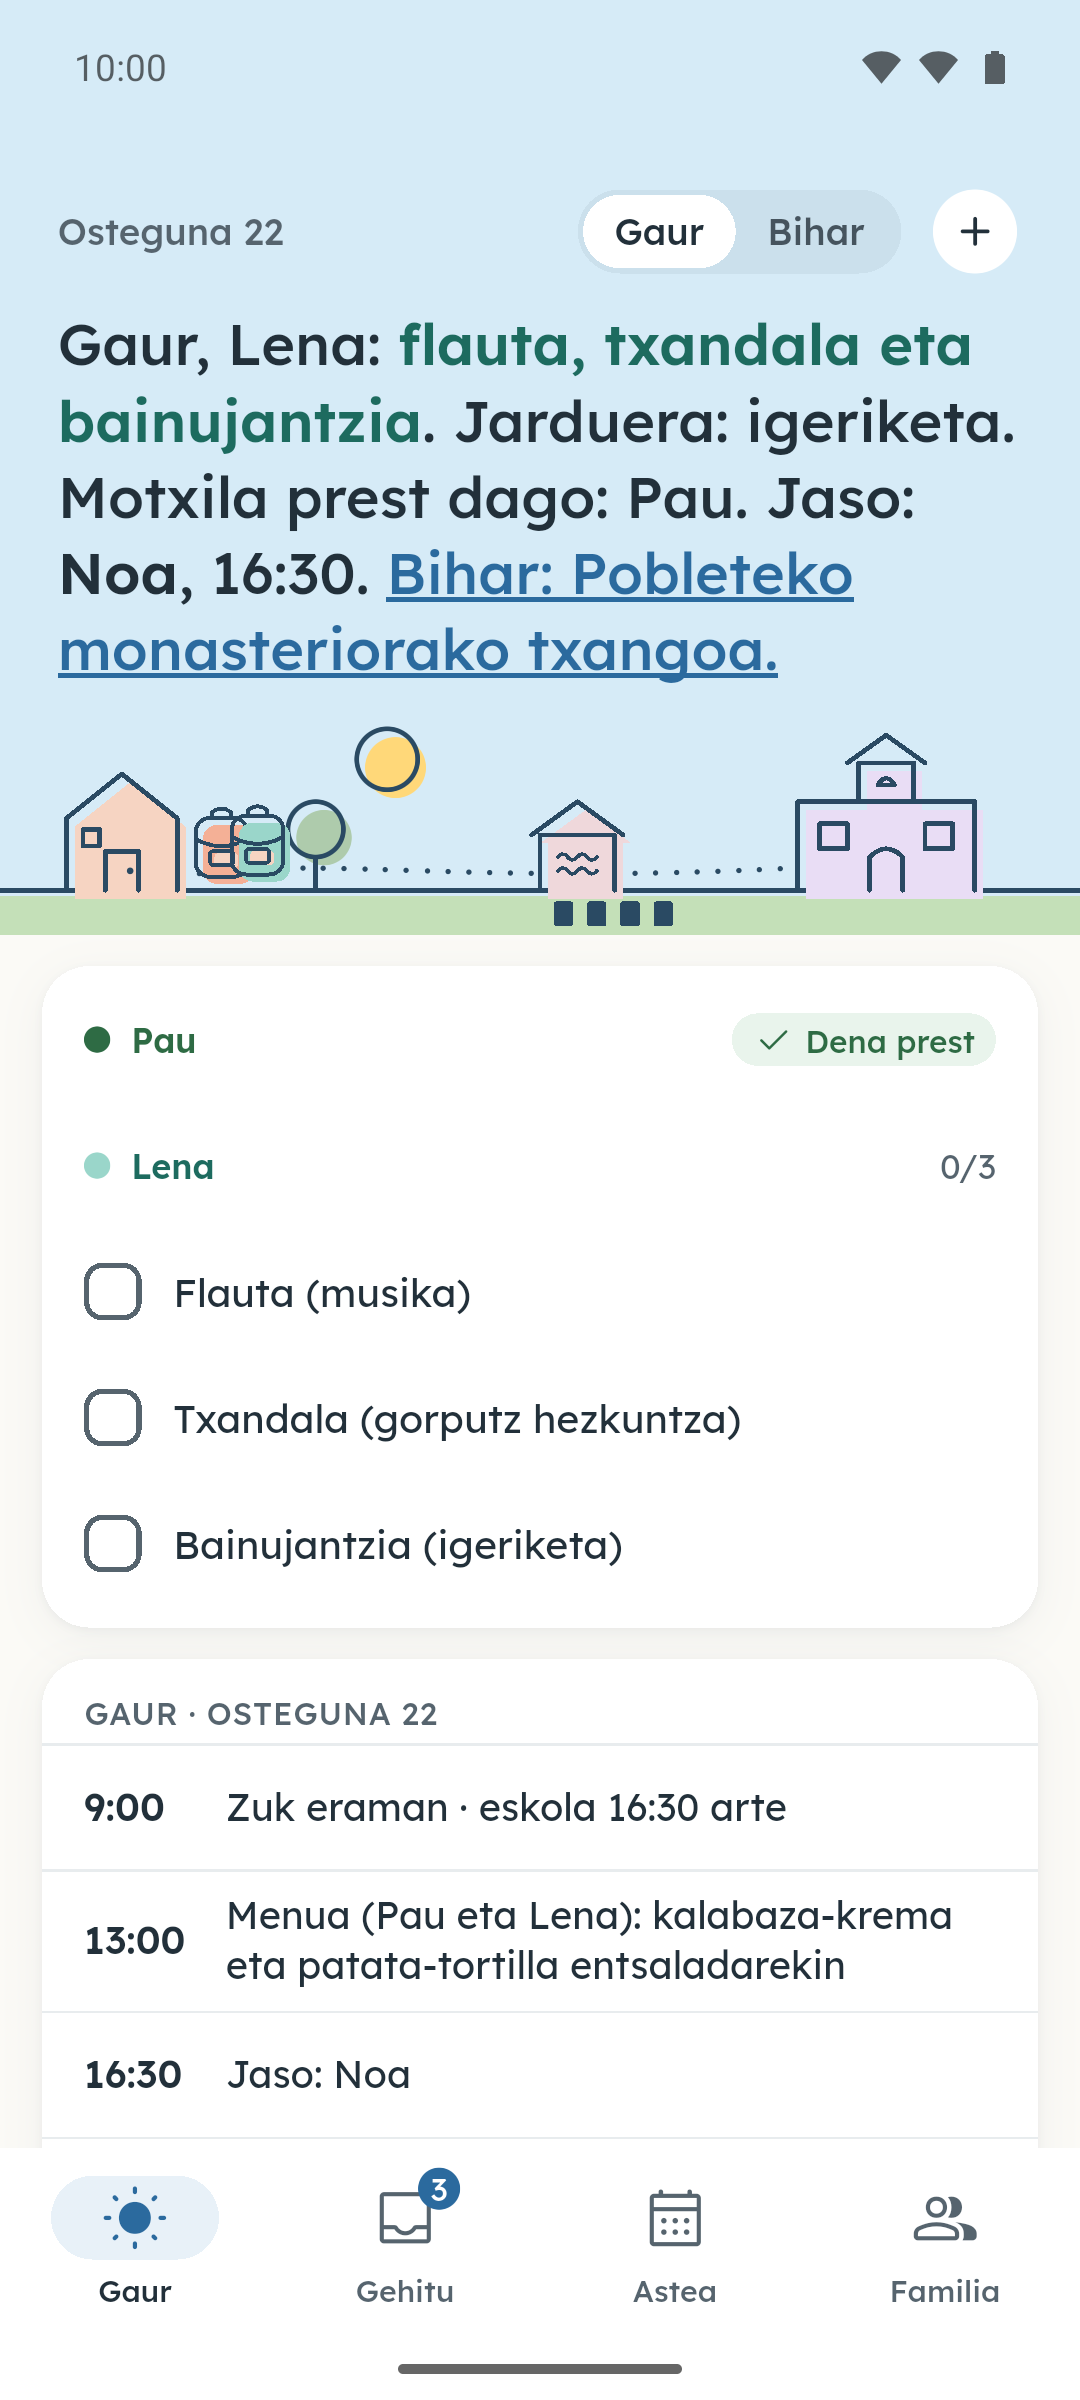 10:00
Osteguna 22
Gaur
Bihar
Gaur, Lena: flauta, txandala eta
bainujantzia. Jarduera: igeriketa.
Motxila prest dago: Pau. Jaso:
Noa, 16:30. Bihar: Pobleteko
monasteriorako txangoa.
Pau
Dena prest
Lena
0/3
Flauta (musika)
Txandala (gorputz hezkuntza)
Bainujantzia (igeriketa)
GAUR · OSTEGUNA 22
9:00
Zuk eraman · eskola 16:30 arte
13:00
Menua (Pau eta Lena): kalabaza-krema
eta patata-tortilla entsaladarekin
16:30
Jaso: Noa
3
Gaur
Gehitu
Astea
Familia